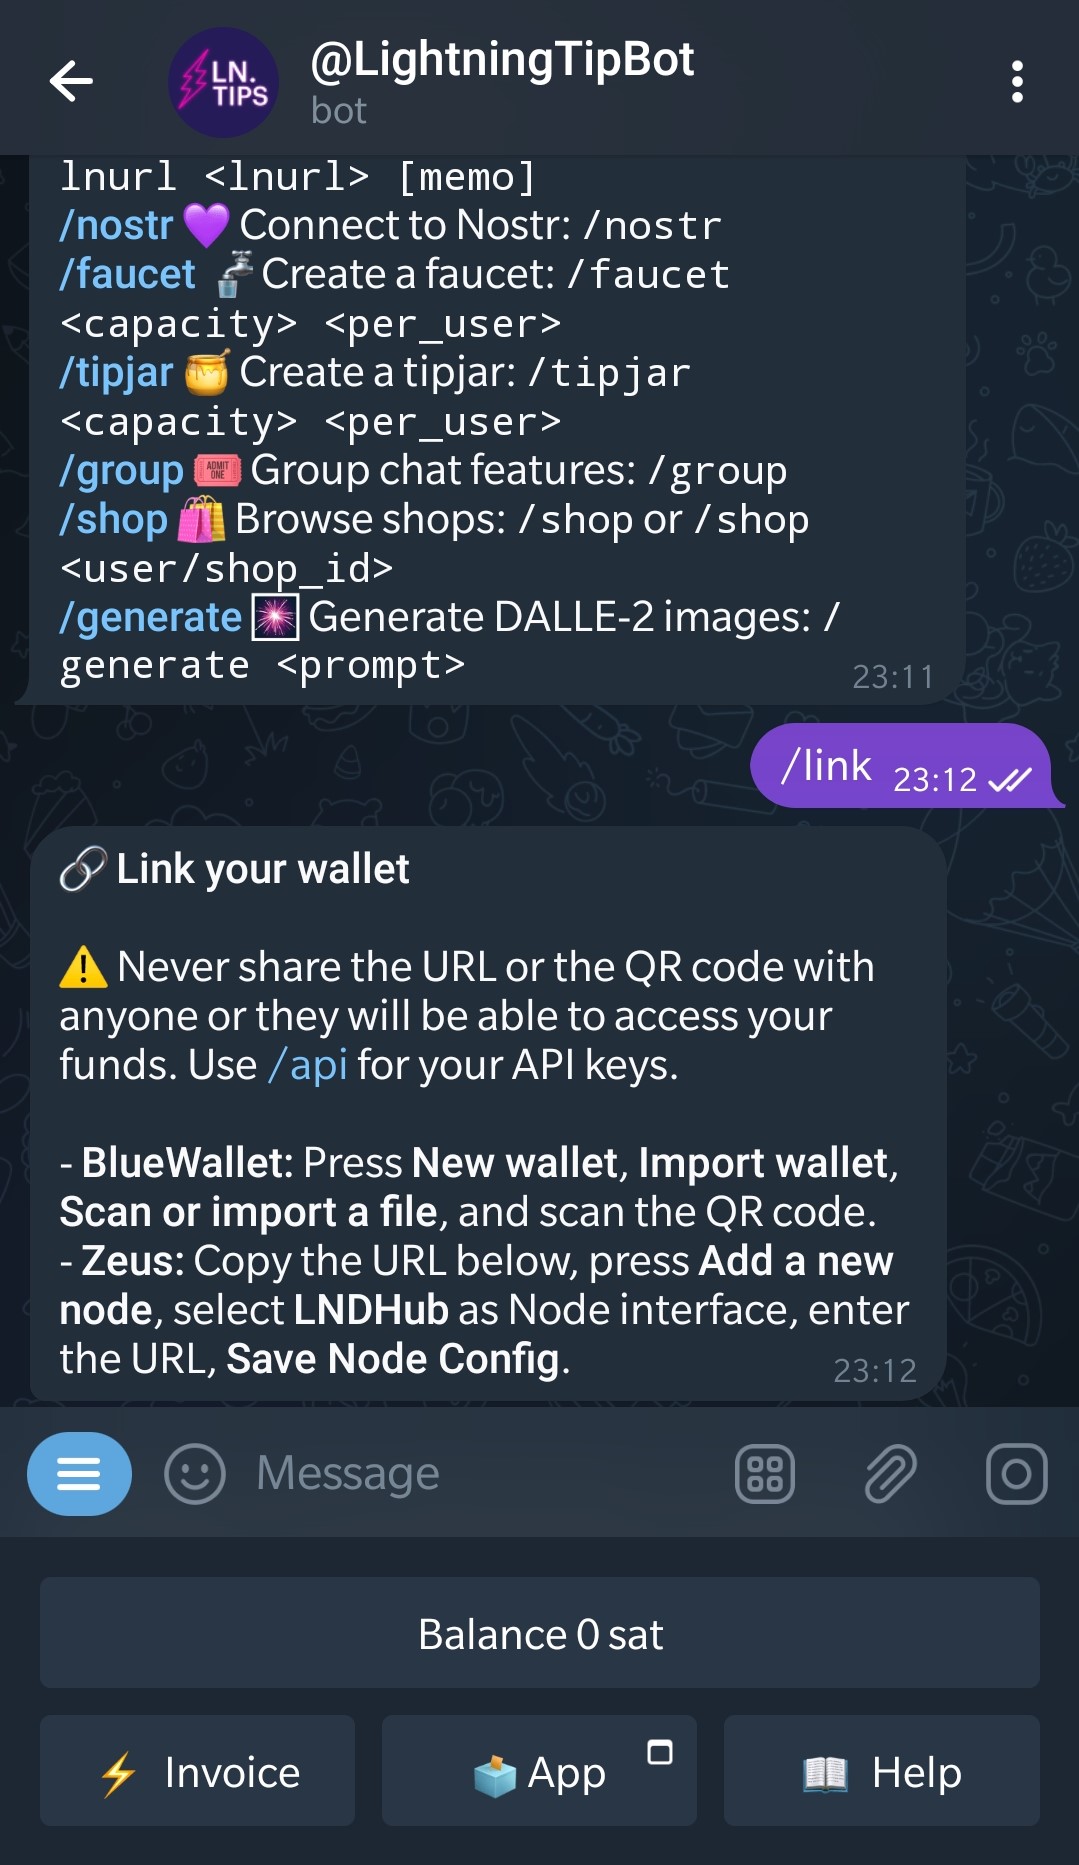 LN.
TIPS
@LightningTipBot
bot
lnurl <lnurl> [memo]
/nostr 💜 Connect to Nostr: /nostr
/faucet 🚰 Create a faucet: /faucet
<capacity> <per_user>
/tipjar 🍯 Create a tipjar: /tipjar
<capacity> <per_user>
/group 🎟 Group chat features: /group
/shop 🛍 Browse shops: /shop or /shop
<user/shop_id>
/generate 🎆 Generate DALLE-2 images: /
generate <prompt>
23:11
/link 23:12
🔗 Link your wallet
⚠️ Never share the URL or the QR code with
anyone or they will be able to access your
funds. Use /api for your API keys.
- BlueWallet: Press New wallet, Import wallet,
Scan or import a file, and scan the QR code.
- Zeus: Copy the URL below, press Add a new
node, select LNDHub as Node interface, enter
the URL, Save Node Config.
23:12
Message
Balance 0 sat
⚡ Invoice
🗳 App
📖 Help